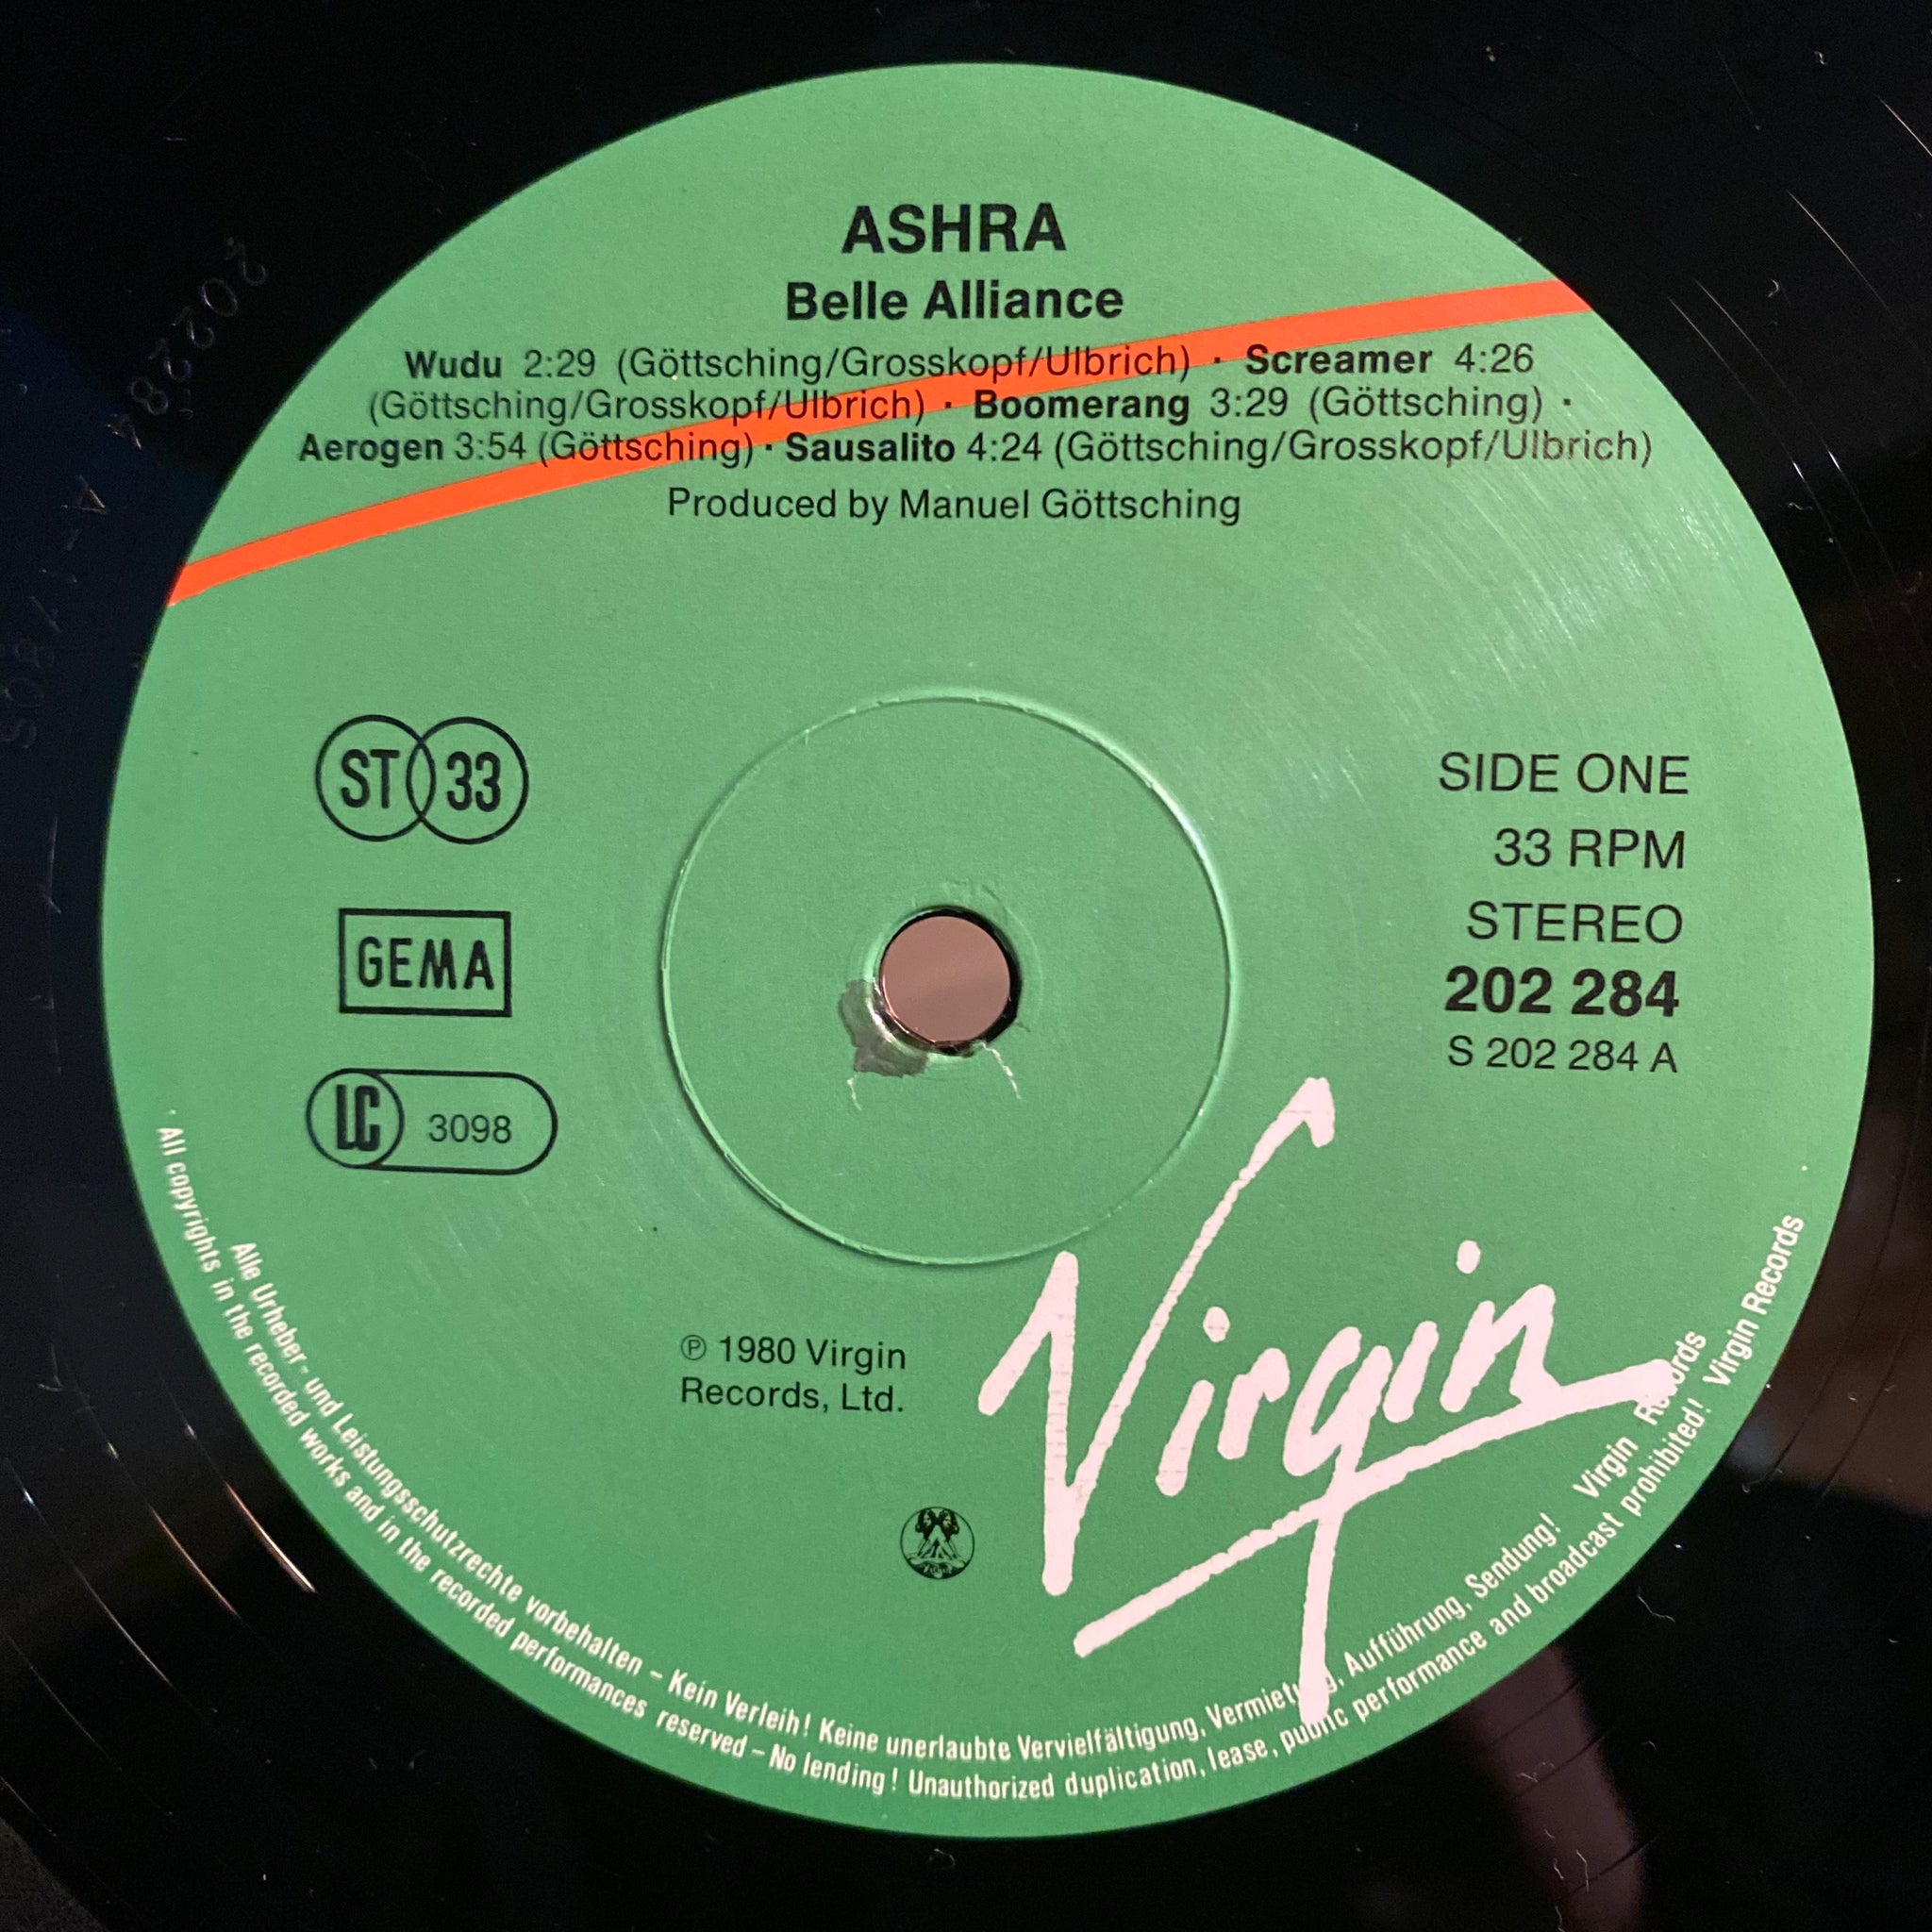 ASHRA
Belle Alliance
Wudu 2:29 (Göttsching/Grosskopf/Ulbrich) · Screamer 4:26
(Göttsching/Grosskopf/Ulbrich) · Boomerang 3:29 (Göttsching) ·
Aerogen 3:54 (Göttsching) · Sausalito 4:24 (Göttsching/Grosskopf/Ulbrich)
Produced by Manuel Göttsching
ST 33
GEMA
LC 3098
SIDE ONE
33 RPM
STEREO
202 284
S 202 284 A
℗ 1980 Virgin
Records, Ltd.
Virgin
Alle Urheber- und Leistungsschutzrechte vorbehalten – Kein Verleih! Keine unerlaubte Vervielfältigung, Vermietung, Aufführung, Sendung! Virgin Records
· All copyrights in the recorded works and in the recorded performances reserved – No lending! Unauthorized duplication, lease, public performance and broadcast prohibited! Virgin Records
202284